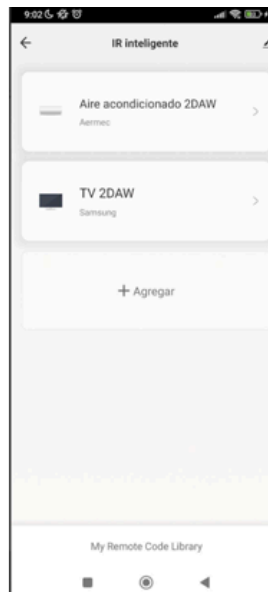 9:02
IR inteligente
Aire acondicionado 2DAW
Aermec
TV 2DAW
Samsung
+ Agregar
My Remote Code Library